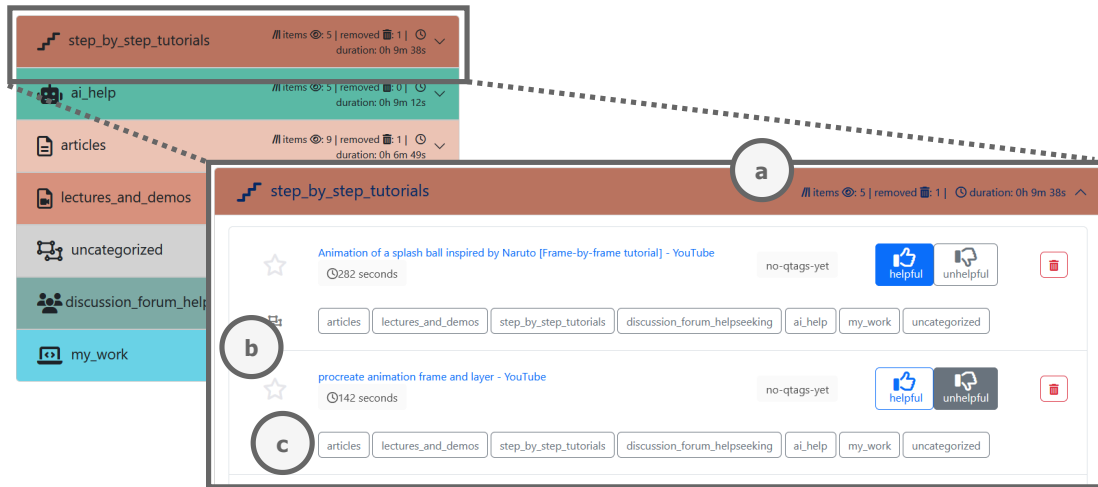 step_by_step_tutorials
items : 5 | removed : 1 |
duration: 0h 9m 38s
ai_help
items : 5 | removed : 0 |
duration: 0h 9m 12s
articles
items : 9 | removed : 1 |
duration: 0h 6m 49s
lectures_and_demos
uncategorized
discussion_forum_help
my_work
a
step_by_step_tutorials
items : 5 | removed : 1 | duration: 0h 9m 38s
Animation of a splash ball inspired by Naruto [Frame-by-frame tutorial] - YouTube
282 seconds
no-qtags-yet
helpful
unhelpful
articles lectures_and_demos step_by_step_tutorials discussion_forum_helpseeking ai_help my_work uncategorized
b
procreate animation frame and layer - YouTube
142 seconds
no-qtags-yet
helpful
unhelpful
c
articles lectures_and_demos step_by_step_tutorials discussion_forum_helpseeking ai_help my_work uncategorized